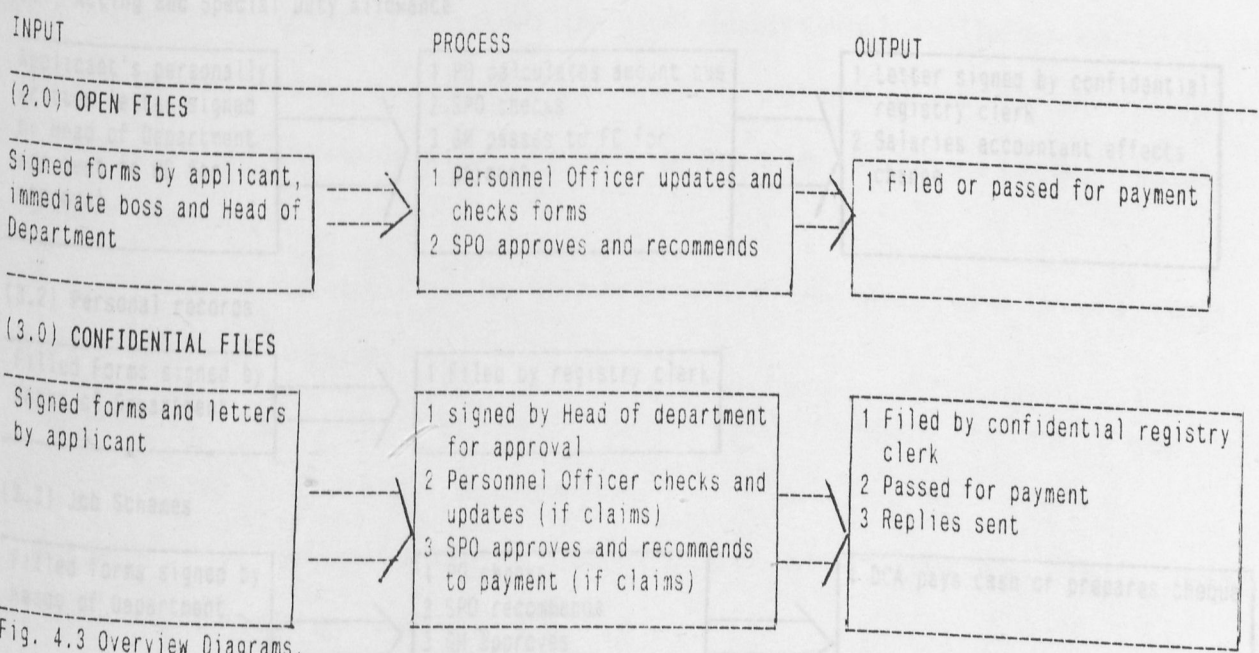 INPUT
PROCESS
OUTPUT
(2.0) OPEN FILES
Signed forms by applicant,
immediate boss and Head of
Department
1 Personnel Officer updates and
checks forms
2 SPO approves and recommends
1 Filed or passed for payment
(3.0) CONFIDENTIAL FILES
Signed forms and letters
by applicant
1 signed by Head of department
for approval
2 Personnel Officer checks and
updates (if claims)
3 SPO approves and recommends
to payment (if claims)
1 Filed by confidential registry
clerk
2 Passed for payment
3 Replies sent
Fig. 4.3 Overview Diagrams.